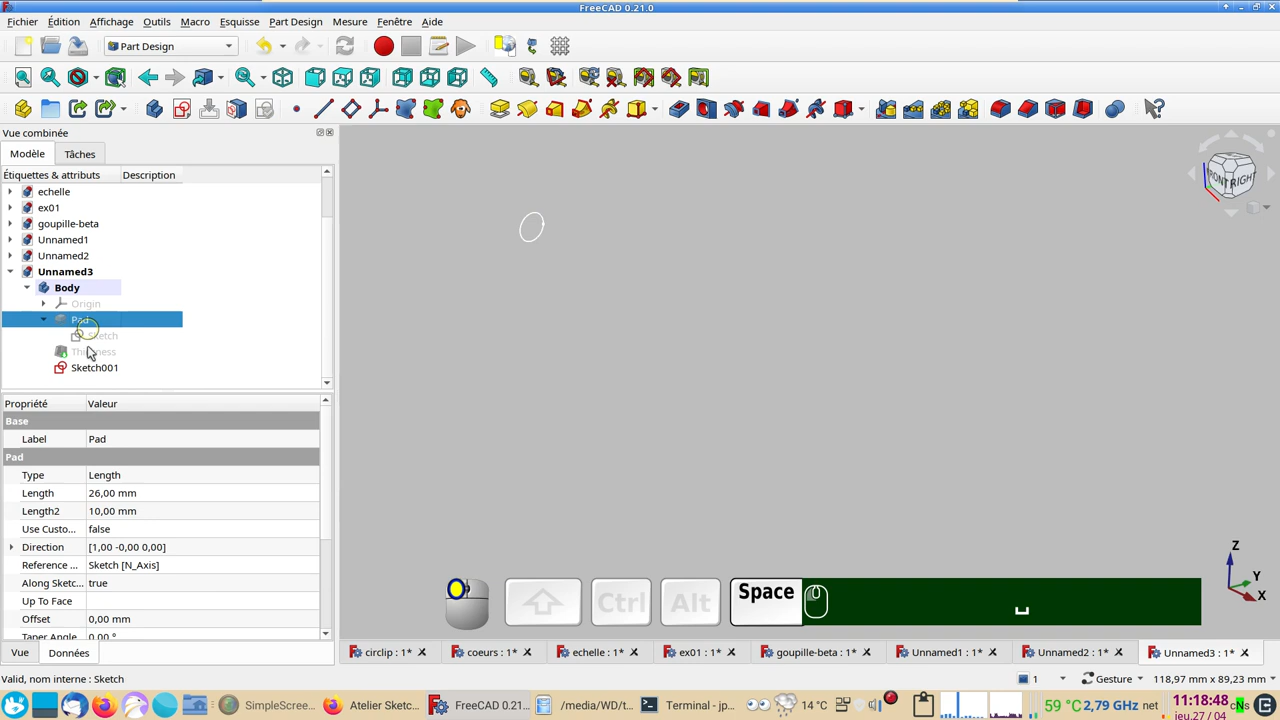 FreeCAD 0.21.0
Fichier Édition Affichage Outils Macro Esquisse Part Design Mesure Fenêtre Aide
Part Design
Vue combinée
Modèle Tâches
Étiquettes & attributs Description
echelle
ex01
goupille-beta
Unnamed1
Unnamed2
Unnamed3
Body
Origin
Pad
Sketch
Thickness
Sketch001
FRONT RIGHT
Propriété Valeur
Base
Label Pad
Pad
Type Length
Length 26,00 mm
Length2 10,00 mm
Use Custo... false
Direction [1,00 -0,00 0,00]
Reference ... Sketch [N_Axis]
Along Sketc... true
Up To Face
Offset 0,00 mm
Taper Angle 0,00 °
Ctrl Alt Space
Z
Y
X
Vue Données
circlip : 1* coeurs : 1* echelle : 1* ex01 : 1* goupille-beta : 1* Unnamed1 : 1* Unnamed2 : 1* Unnamed3 : 1*
Valid, nom interne : Sketch 1 Gesture 118,97 mm x 89,23 mm
SimpleScree... Atelier Sketc... FreeCAD 0.21... /media/WD/t... Terminal - jp... 14 °C 59 °C 2,79 GHz net 11:18:48
jeu.27 / 04